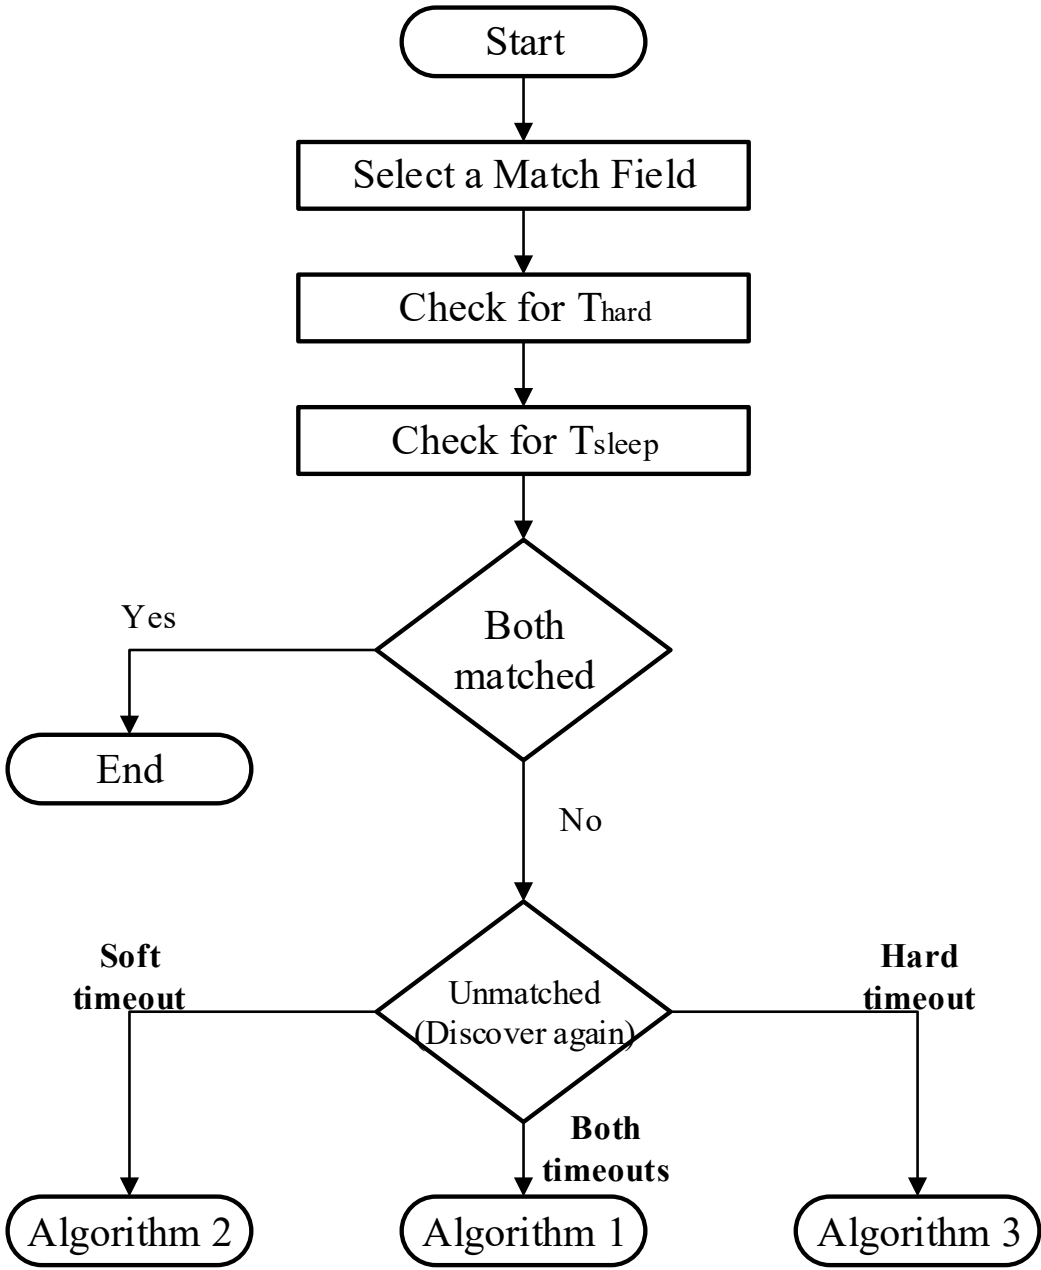 Start
Select a Match Field
Check for Thard
Check for Tsleep
Both
matched
Yes
End
No
Soft
timeout
Unmatched
(Discover again)
Hard
timeout
Both
timeouts
Algorithm 2
Algorithm 1
Algorithm 3